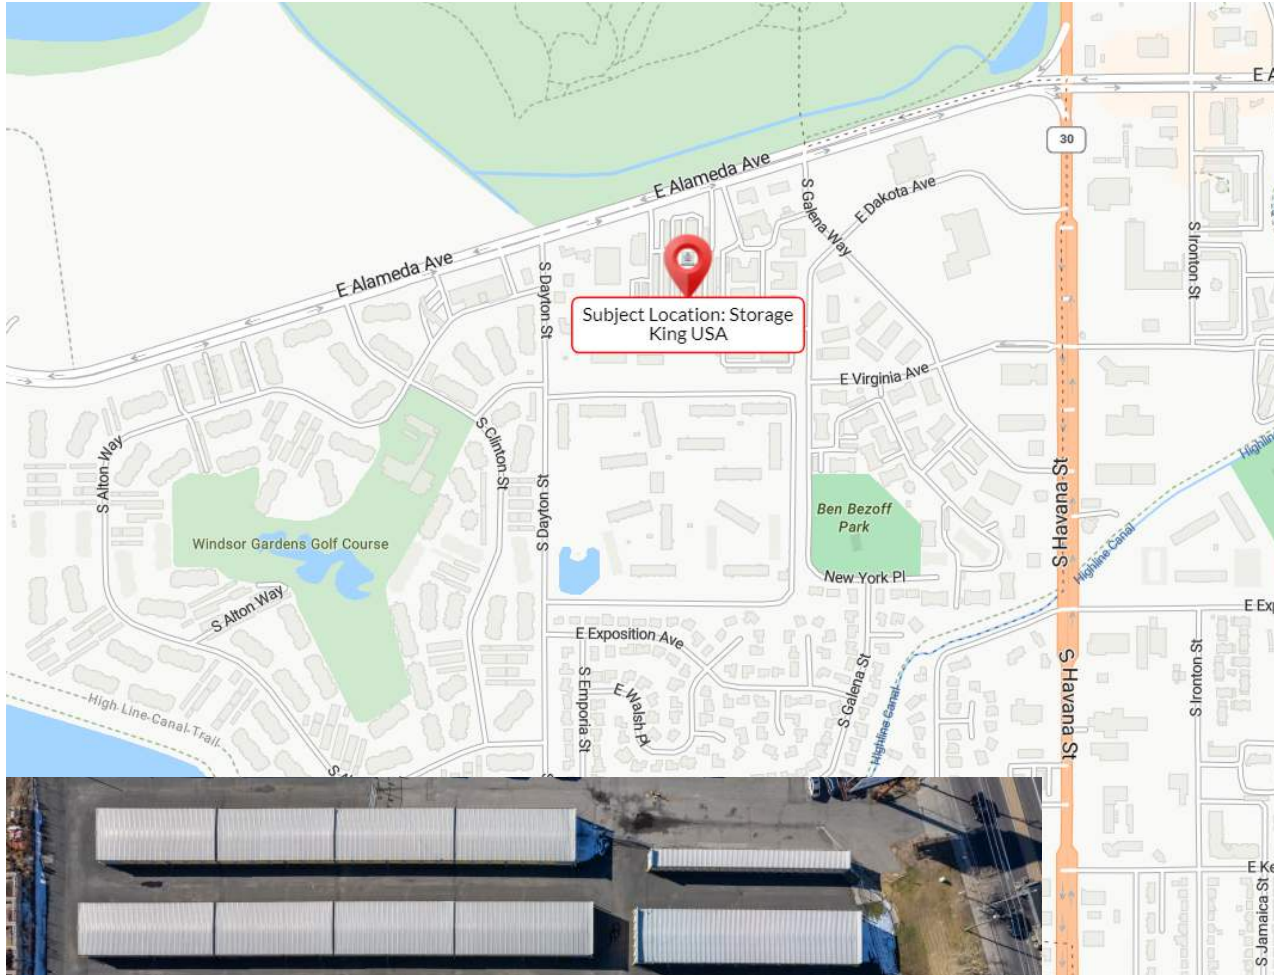 E A
30
E Alameda Ave
S Galena Way
E Dakota Ave
S Ironton St
E Alameda Ave
S Dayton St
Subject Location: Storage
King USA
E Virginia Ave
S Clinton St
S Alton Way
S Dayton St
S Havana St
Highline Canal
Ben Bezoff
Park
Windsor Gardens Golf Course
New York Pl
S Alton Way
E Exposition Ave
E Exp
S Emporia St
E Walsh Pl
S Galena St
Highline Canal
S Havana St
S Ironton St
High Line Canal Trail
E Ke
S Jamaica St